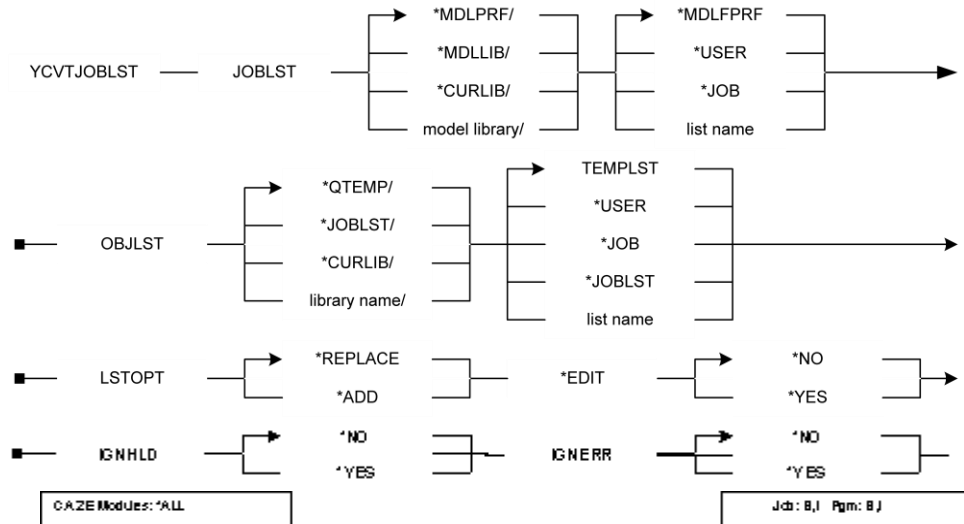 YCVTJOBLST
JOBLST
*MDLPRF/
*MDLLIB/
*CURLIB/
model library/
*MDLFPRF
*USER
*JOB
list name
OBJLST
*QTEMP/
*JOBLST/
*CURLIB/
library name/
TEMPLST
*USER
*JOB
*JOBLST
list name
LSTOPT
*REPLACE
*ADD
*EDIT
*NO
*YES
IGNHLD
*NO
*YES
IGNERR
*NO
*YES
CAZE Modules: *ALL
Job: B,I Pgm: B,I